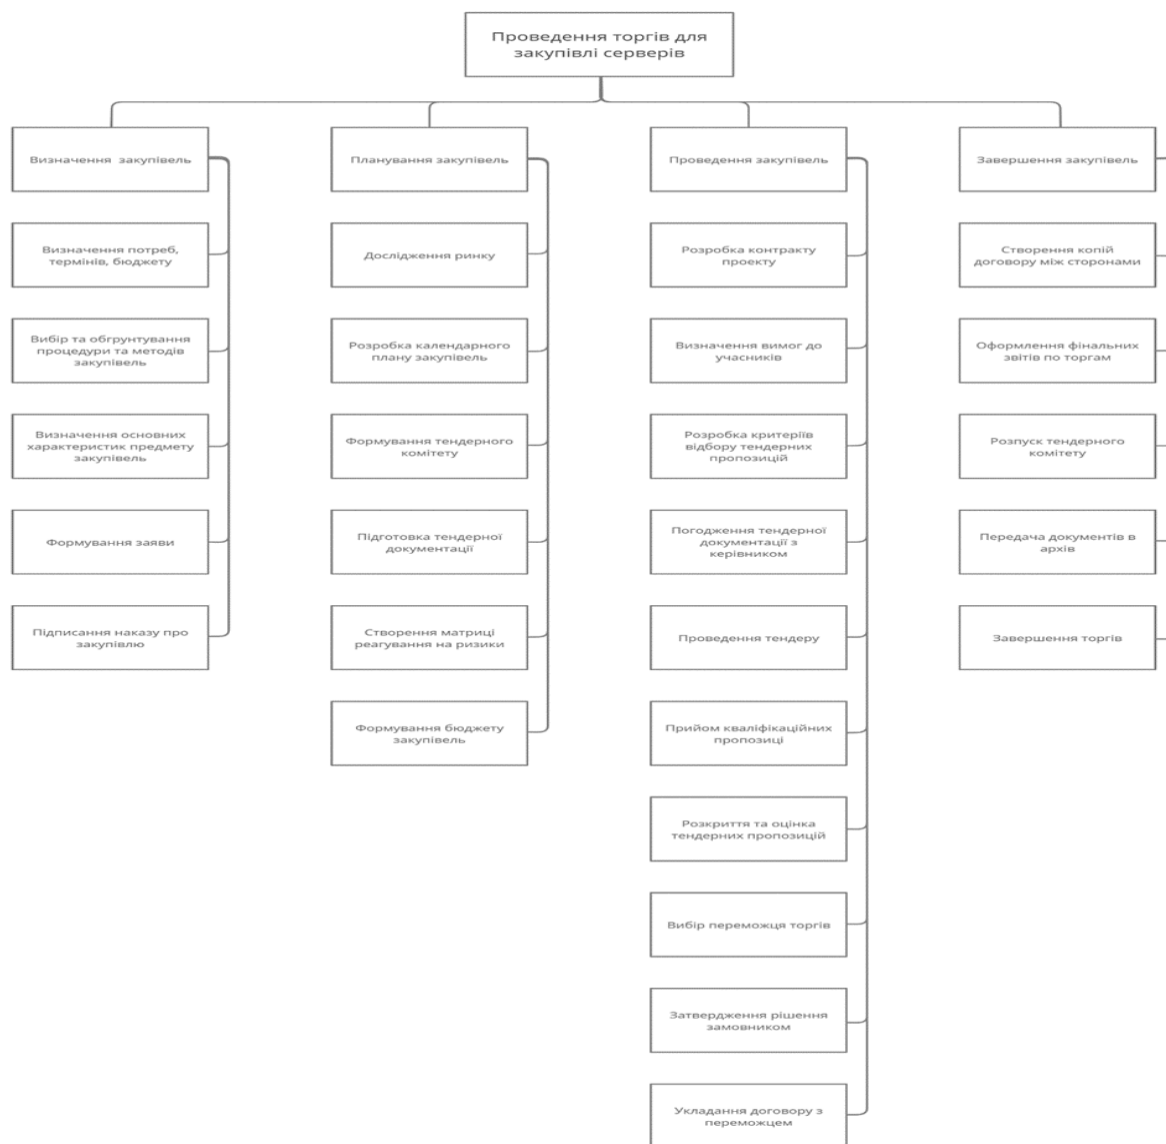 Проведення торгів для
закупівлі серверів
Визначення закупівель
Визначення потреб,
термінів, бюджету
Вибір та обгрунтування
процедури та методів
закупівель
Визначення основних
характеристик предмету
закупівель
Формування заяви
Підписання наказу про
закупівлю
Планування закупівель
Дослідження ринку
Розробка календарного
плану закупівель
Формування тендерного
комітету
Підготовка тендерної
документації
Створення матриці
реагування на ризики
Формування бюджету
закупівель
Проведення закупівель
Розробка контракту
проекту
Визначення вимог до
учасників
Розробка критеріїв
відбору тендерних
пропозицій
Погодження тендерної
документації з
керівником
Проведення тендеру
Прийом кваліфікаційних
пропозиці
Розкриття та оцінка
тендерних пропозицій
Вибір переможця торгів
Затвердження рішення
замовником
Укладання договору з
переможцем
Завершення закупівель
Створення копій
договору між сторонами
Оформлення фінальних
звітів по торгам
Розпуск тендерного
комітету
Передача документів в
архів
Завершення торгів